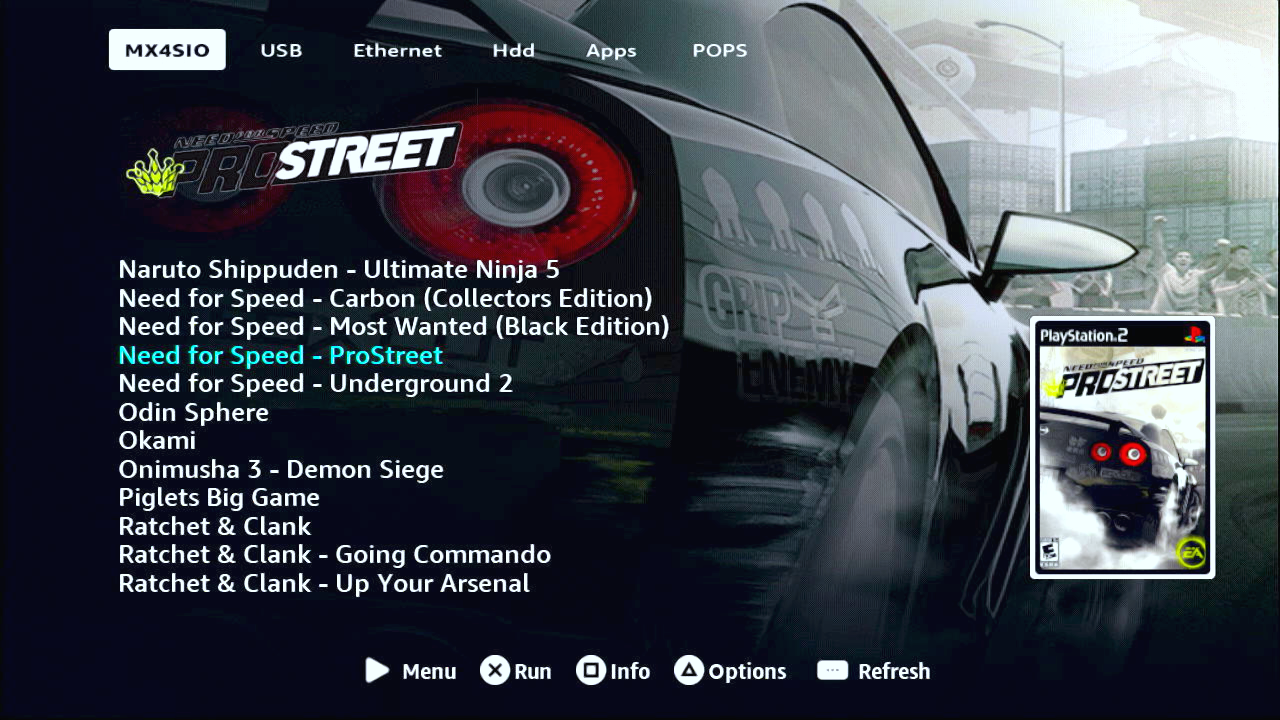 MX4SIO USB Ethernet Hdd Apps POPS
NEED FOR SPEED
PROSTREET
GRIP
ENEMY
Naruto Shippuden - Ultimate Ninja 5
Need for Speed - Carbon (Collectors Edition)
Need for Speed - Most Wanted (Black Edition)
Need for Speed - ProStreet
Need for Speed - Underground 2
Odin Sphere
Okami
Onimusha 3 - Demon Siege
Piglets Big Game
Ratchet & Clank
Ratchet & Clank - Going Commando
Ratchet & Clank - Up Your Arsenal
PlayStation 2
NEED FOR SPEED
PROSTREET
E
EA
Menu Run Info Options Refresh